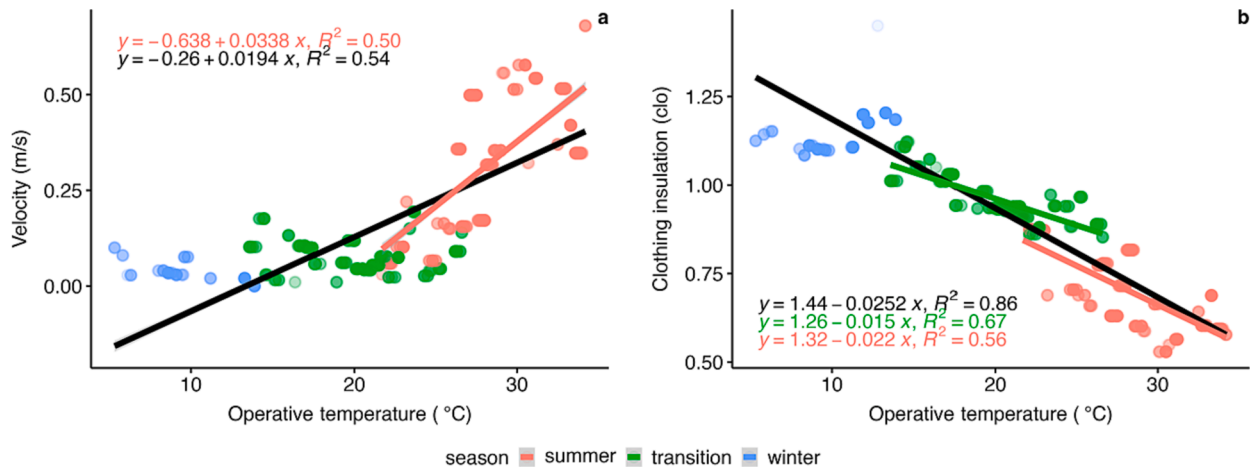 a
y = −0.638 + 0.0338 x, R² = 0.50
y = −0.26 + 0.0194 x, R² = 0.54
Velocity (m/s)
0.50
0.25
0.00
10 20 30
Operative temperature ( °C)
b
Clothing insulation (clo)
1.25
1.00
0.75
0.50
y = 1.44 − 0.0252 x, R² = 0.86
y = 1.26 − 0.015 x, R² = 0.67
y = 1.32 − 0.022 x, R² = 0.56
10 20 30
Operative temperature ( °C)
season summer transition winter